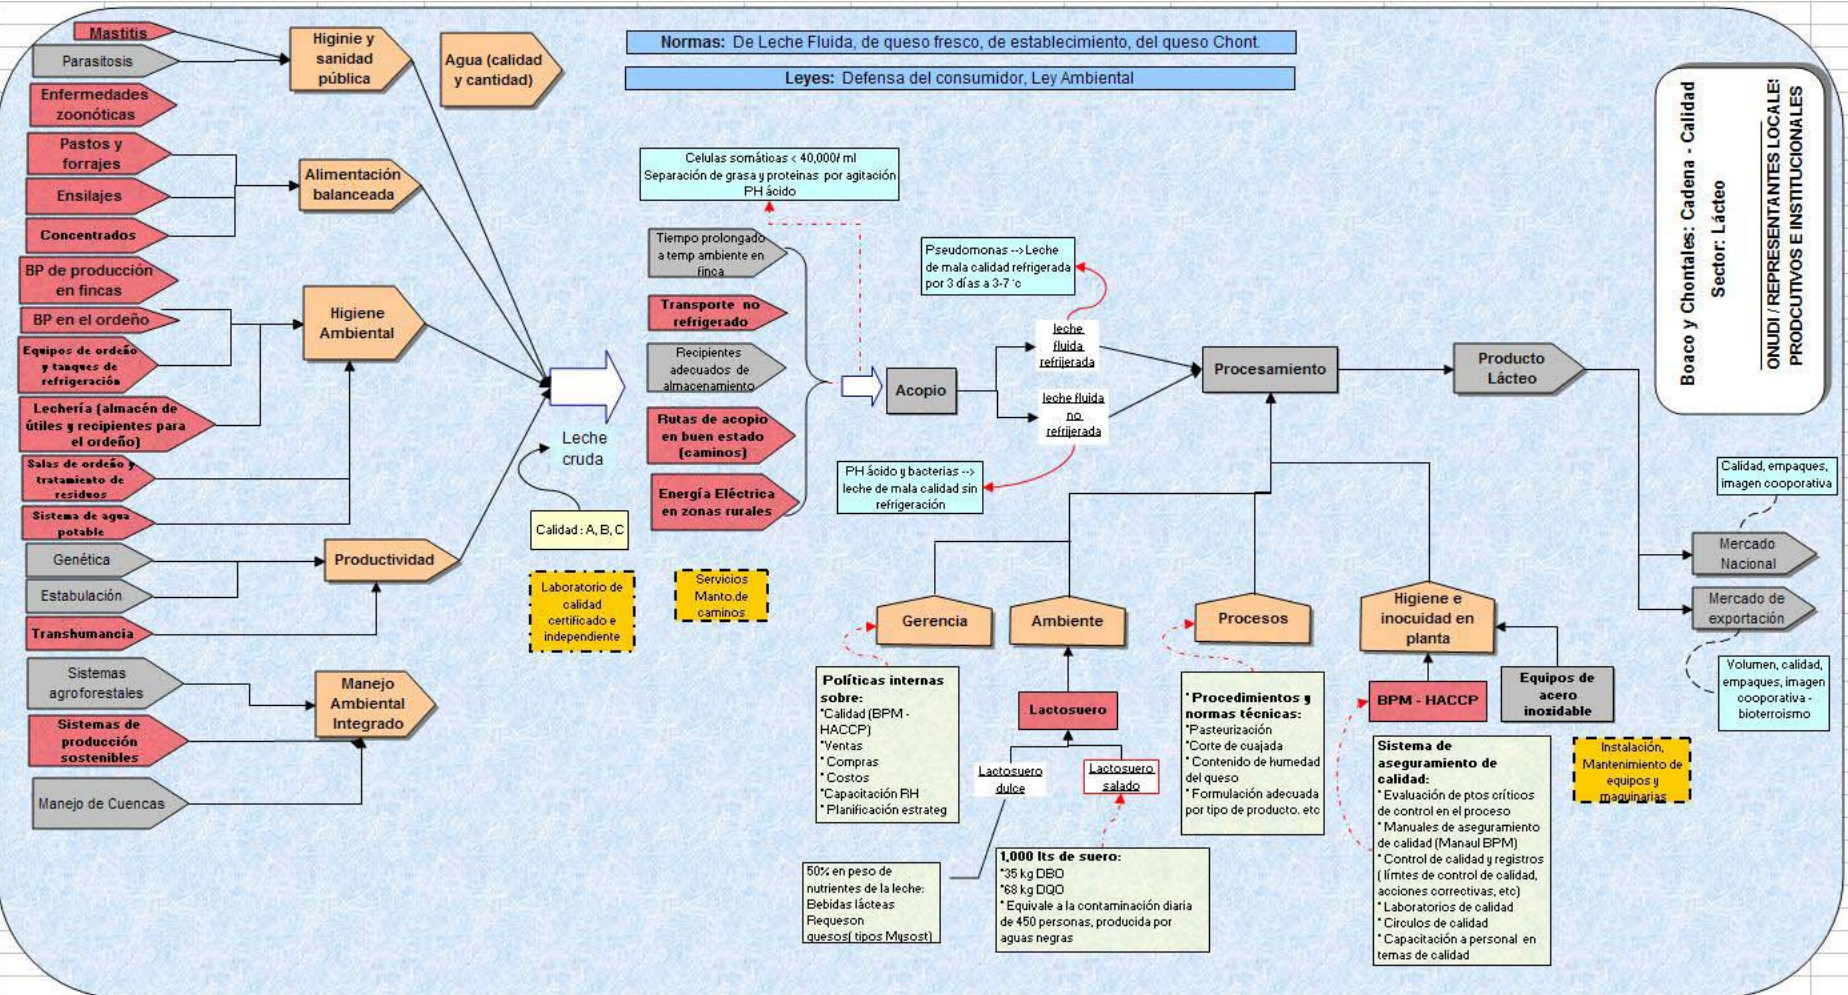 Mastitis
Parasitosis
Enfermedades
zoonóticas
Pastos y
forrajes
Ensilajes
Concentrados
BP de producción
en fincas
BP en el ordeño
Equipos de ordeño
y tanques de
refrigeración
Lechería (almacén de
útiles y recipientes para
el ordeño)
Salas de ordeño y
tratamiento de
residuos
Sistema de agua
potable
Genética
Estabulación
Transhumancia
Sistemas
agroforestales
Sistemas de
producción
sostenibles
Manejo de Cuencas
Higinie y
sanidad
pública
Agua (calidad
y cantidad)
Alimentación
balanceada
Higiene
Ambiental
Productividad
Manejo
Ambiental
Integrado
Normas: De Leche Fluida, de queso fresco, de establecimiento, del queso Chont.
Leyes: Defensa del consumidor, Ley Ambiental
Boaco y Chontales: Cadena - Calidad
Sector: Lácteo
ONUDI / REPRESENTANTES LOCALES
PRODCUTIVOS E INSTITUCIONALES
Leche
cruda
Calidad : A, B, C
Laboratorio de
calidad
certificado e
independiente
Servicios
Manto.de
caminos
Celulas somáticas < 40,000/ ml
Separación de grasa y proteinas por agitación
PH ácido
Tiempo prolongado
a temp ambiente en
finca
Transporte no
refrigerado
Recipientes
adecuados de
almacenamiento
Rutas de acopio
en buen estado
(caminos)
Energía Eléctrica
en zonas rurales
Acopio
Pseudomonas --> Leche
de mala calidad refrigerada
por 3 días a 3-7 °c
leche
fluida
refrijerada
leche fluida
no
refrijerada
PH ácido y bacterias -->
leche de mala calidad sin
refrigeración
Procesamiento
Producto
Lácteo
Calidad, empaques,
imagen cooporativa
Mercado
Nacional
Mercado de
exportación
Volumen, calidad,
empaques, imagen
cooporativa -
bioterroismo
Gerencia
Ambiente
Procesos
Higiene e
inocuidad en
planta
Políticas internas
sobre:
*Calidad (BPM -
HACCP)
*Ventas
* Compras
* Costos
*Capacitación RH
* Planificación estrateg
Lactosuero
Lactosuero
dulce
Lactosuero
salado
50% en peso de
nutrientes de la leche:
Bebidas lácteas
Requeson
quesos( tipos Mysost)
1,000 lts de suero:
*35 kg DBO
*68 kg DQO
* Equivale a la contaminación diaria
de 450 personas, producida por
aguas negras
* Procedimientos y
normas técnicas:
*Pasteurización
*Corte de cuajada
* Contenido de humedad
del queso
* Formulación adecuada
por tipo de producto. etc
BPM - HACCP
Equipos de
acero
inoxidable
Sistema de
aseguramiento de
calidad:
* Evaluación de ptos críticos
de control en el proceso
* Manuales de aseguramiento
de calidad (Manaul BPM)
* Control de calidad y registros
( límtes de control de calidad,
acciones correctivas, etc)
* Laboratorios de calidad
* Circulos de calidad
* Capacitación a personal en
temas de calidad
Instalación,
Mantenimiento de
equipos y
maquinarias